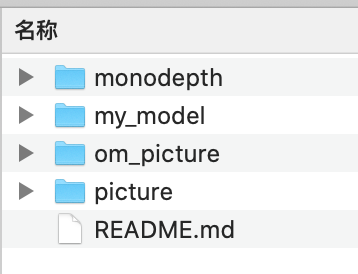 名称
monodepth
my_model
om_picture
picture
README.md